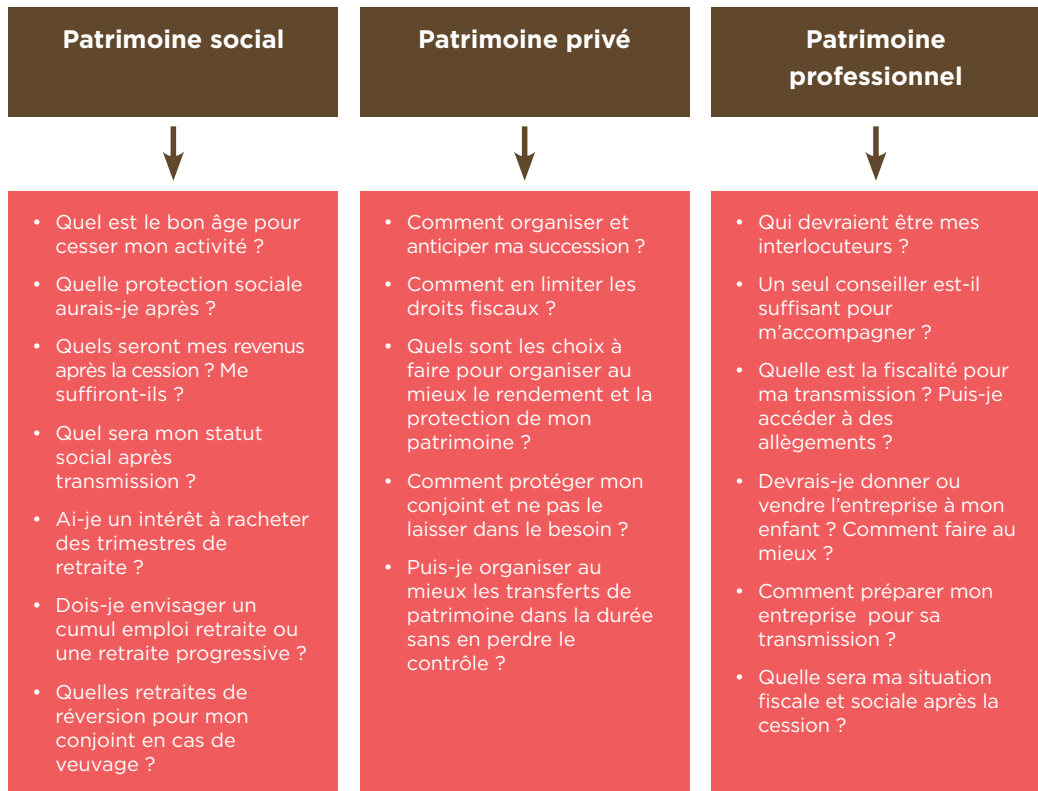 Patrimoine social
• Quel est le bon âge pour
cesser mon activité ?
• Quelle protection sociale
aurais-je après ?
• Quels seront mes revenus
après la cession ? Me
suffiront-ils ?
• Quel sera mon statut
social après
transmission ?
• Ai-je un intérêt à racheter
des trimestres de
retraite ?
• Dois-je envisager un
cumul emploi retraite ou
une retraite progressive ?
• Quelles retraites de
réversion pour mon
conjoint en cas de
veuvage ?
Patrimoine privé
• Comment organiser et
anticiper ma succession ?
• Comment en limiter les
droits fiscaux ?
• Quels sont les choix à
faire pour organiser au
mieux le rendement et la
protection de mon
patrimoine ?
• Comment protéger mon
conjoint et ne pas le
laisser dans le besoin ?
• Puis-je organiser au
mieux les transferts de
patrimoine dans la durée
sans en perdre le
contrôle ?
Patrimoine
professionnel
• Qui devraient être mes
interlocuteurs ?
• Un seul conseiller est-il
suffisant pour
m’accompagner ?
• Quelle est la fiscalité pour
ma transmission ? Puis-je
accéder à des
allègements ?
• Devrais-je donner ou
vendre l’entreprise à mon
enfant ? Comment faire au
mieux ?
• Comment préparer mon
entreprise pour sa
transmission ?
• Quelle sera ma situation
fiscale et sociale après la
cession ?